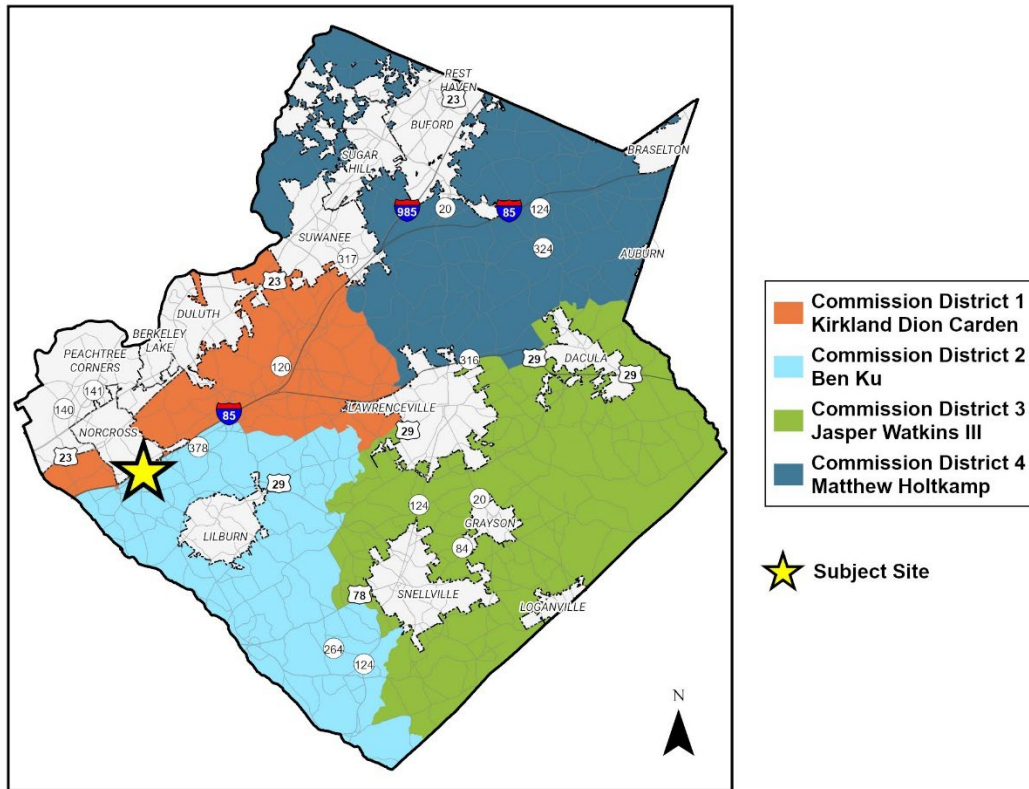 REST
HAVEN
23
BUFORD
BRASELTON
SUGAR
HILL
985
20
85
124
SUWANEE
324
317
AUBURN
23
DULUTH
BERKELEY
LAKE
PEACHTREE
CORNERS
120
316
29
DACULA
29
141
140
LAWRENCEVILLE
NORCROSS
85
29
378
23
29
124
20
GRAYSON
LILBURN
84
SNELLVILLE
78
LOGANVILLE
264
124
N
Commission District 1
Kirkland Dion Carden
Commission District 2
Ben Ku
Commission District 3
Jasper Watkins III
Commission District 4
Matthew Holtkamp
Subject Site